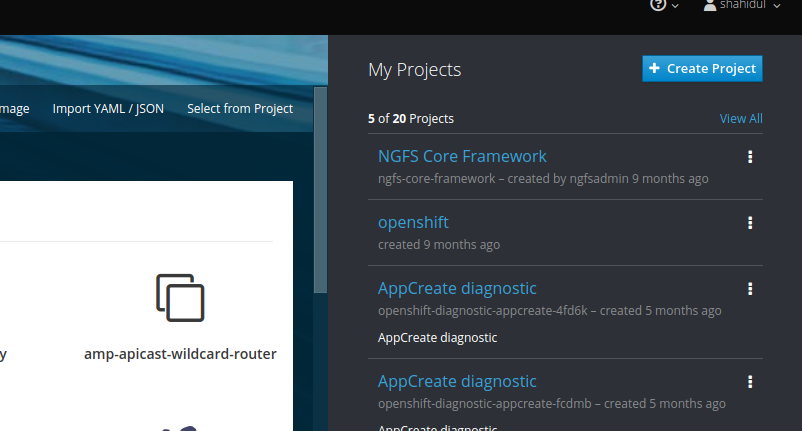 shahidul
My Projects
Create Project
mage
Import YAML / JSON
Select from Project
5 of 20 Projects
View All
NGFS Core Framework
ngfs-core-framework – created by ngfsadmin 9 months ago
openshift
created 9 months ago
AppCreate diagnostic
openshift-diagnostic-appcreate-4fd6k – created 5 months ago
AppCreate diagnostic
y
amp-apicast-wildcard-router
AppCreate diagnostic
openshift-diagnostic-appcreate-fcdmb – created 5 months ago
AppCreate diagnostic